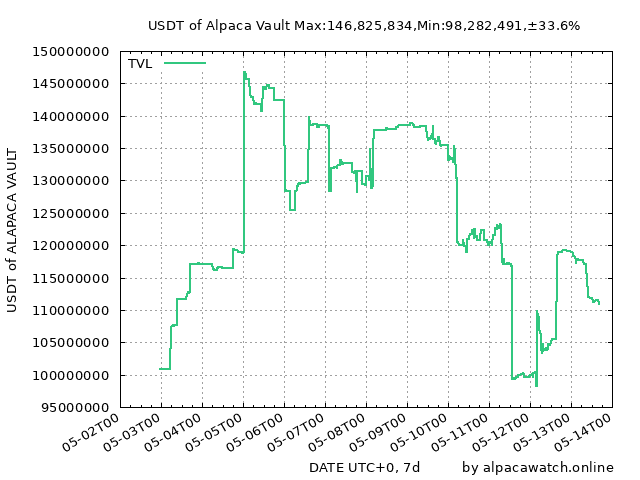 USDT of Alpaca Vault Max:146,825,834,Min:98,282,491,±33.6%
TVL
150000000
145000000
140000000
135000000
130000000
125000000
120000000
115000000
110000000
105000000
100000000
95000000
USDT of ALAPACA VAULT
05-02T00
05-03T00
05-04T00
05-05T00
05-06T00
05-07T00
05-08T00
05-09T00
05-10T00
05-11T00
05-12T00
05-13T00
05-14T00
DATE UTC+0, 7d
by alpacawatch.online